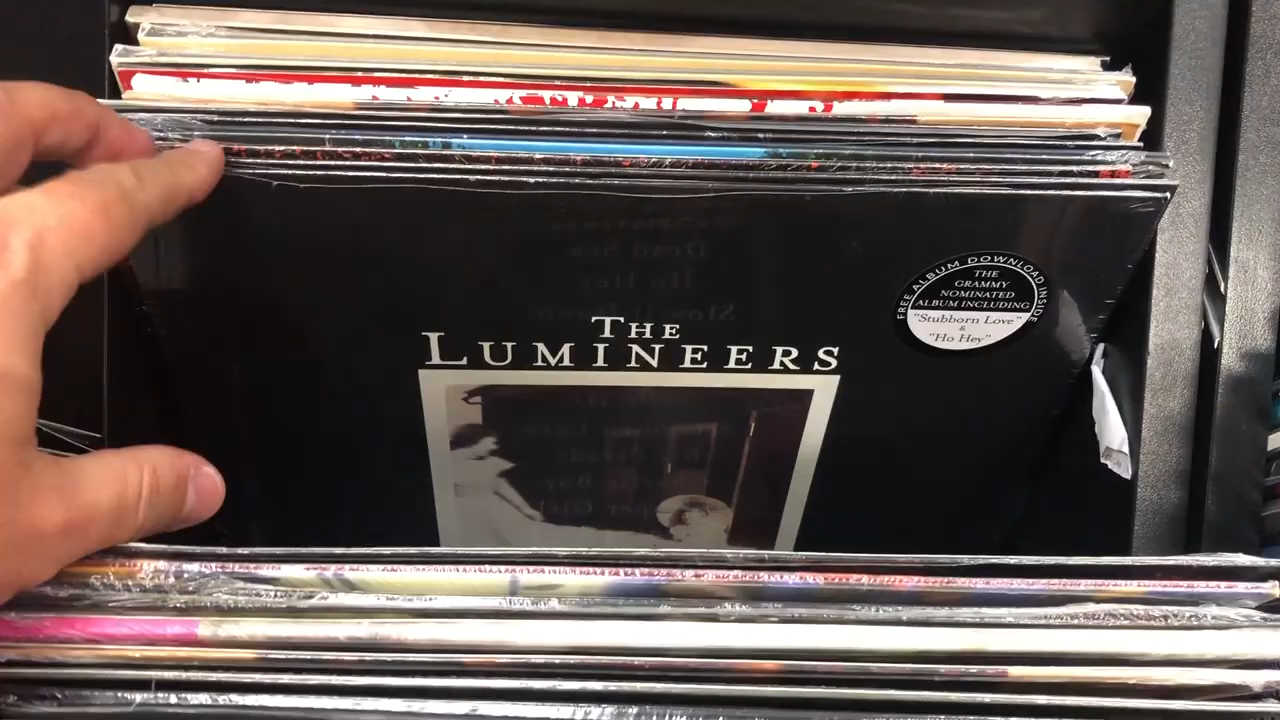 THE
LUMINEERS
FREE ALBUM DOWNLOAD INSIDE
THE
GRAMMY
NOMINATED
ALBUM INCLUDING
"Stubborn Love"
&
"Ho Hey"